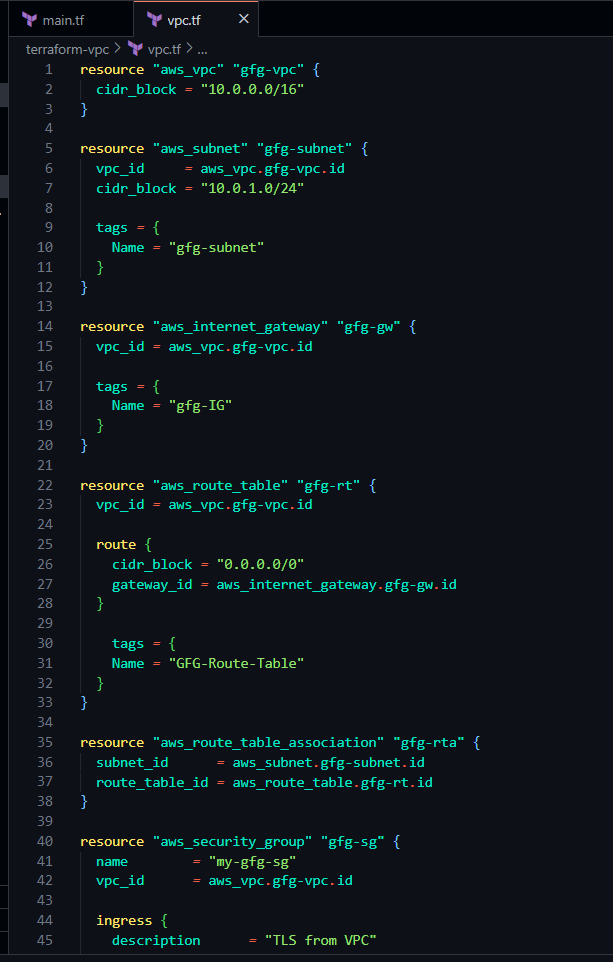 main.tf
vpc.tf ×
terraform-vpc > vpc.tf > ...
1 resource "aws_vpc" "gfg-vpc" {
2   cidr_block = "10.0.0.0/16"
3 }
4
5 resource "aws_subnet" "gfg-subnet" {
6   vpc_id     = aws_vpc.gfg-vpc.id
7   cidr_block = "10.0.1.0/24"
8
9   tags = {
10     Name = "gfg-subnet"
11   }
12 }
13
14 resource "aws_internet_gateway" "gfg-gw" {
15   vpc_id = aws_vpc.gfg-vpc.id
16
17   tags = {
18     Name = "gfg-IG"
19   }
20 }
21
22 resource "aws_route_table" "gfg-rt" {
23   vpc_id = aws_vpc.gfg-vpc.id
24
25   route {
26     cidr_block = "0.0.0.0/0"
27     gateway_id = aws_internet_gateway.gfg-gw.id
28   }
29
30     tags = {
31     Name = "GFG-Route-Table"
32   }
33 }
34
35 resource "aws_route_table_association" "gfg-rta" {
36   subnet_id      = aws_subnet.gfg-subnet.id
37   route_table_id = aws_route_table.gfg-rt.id
38 }
39
40 resource "aws_security_group" "gfg-sg" {
41   name        = "my-gfg-sg"
42   vpc_id      = aws_vpc.gfg-vpc.id
43
44   ingress {
45     description      = "TLS from VPC"